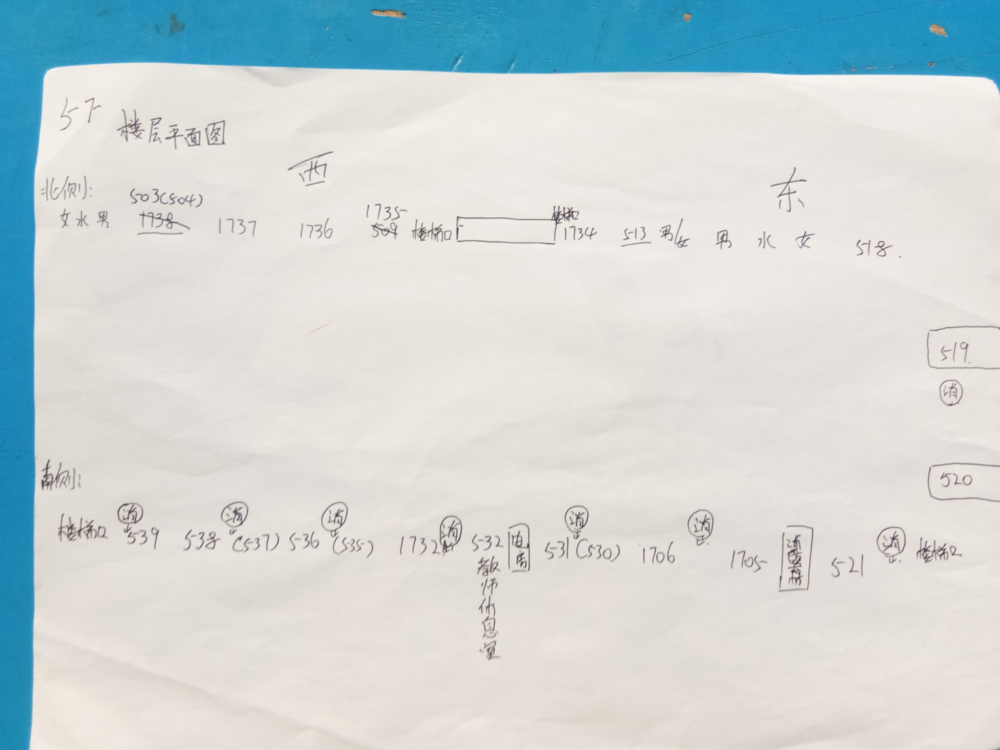 5下 楼层平面图
西 东
北侧:
503(504) 1735 楼梯口
女 水 男 1738 1737 1736 509 楼梯口 1734 513 男/女 男 水 女 518.
519.
消
520
南侧:
消 消 消 消 消 消 消
楼梯口 539 538 (537) 536 (535) 1732 532 电房 531 (530) 1706 1705 521 楼梯口
教师休息室